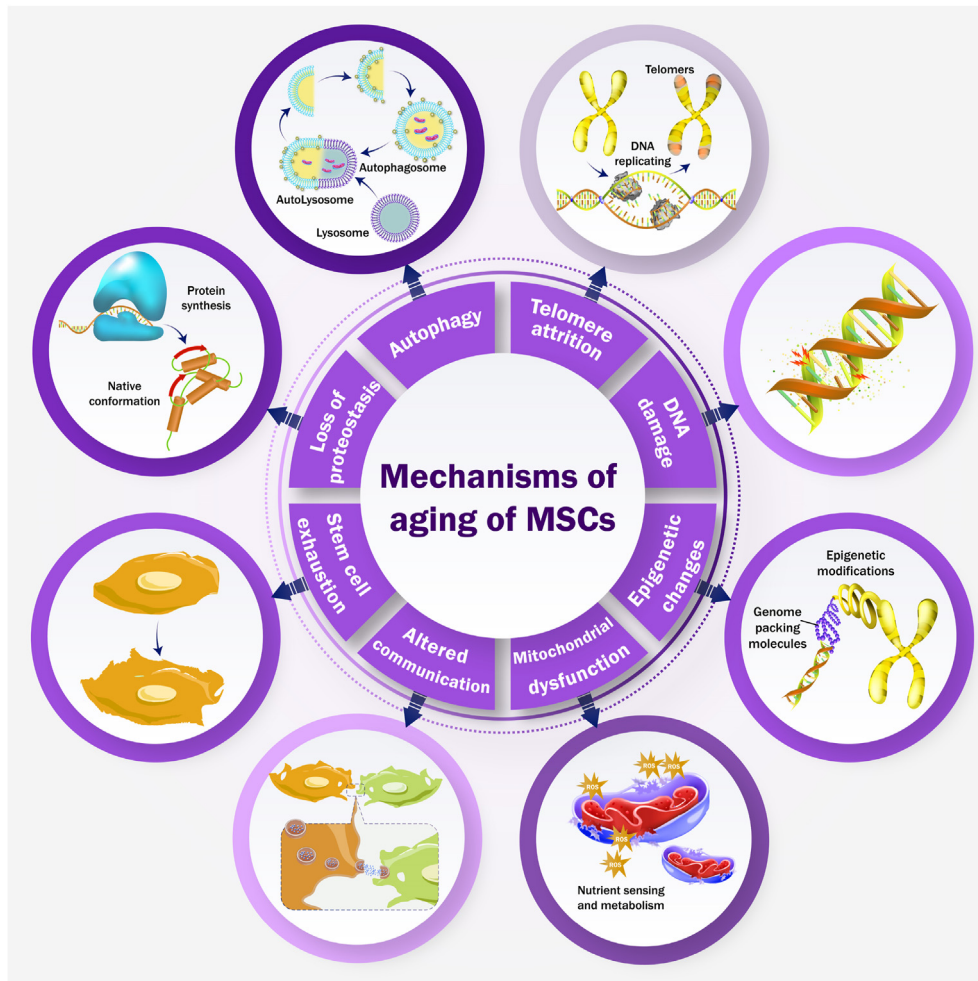 Mechanisms of
aging of MSCs
Autophagy
Telomere
attrition
DNA
damage
Epigenetic
changes
Mitochondrial
dysfunction
Altered
communication
Stem cell
exhaustion
Loss of
proteostasis
Autophagosome
AutoLysosome
Lysosome
Telomers
DNA
replicating
Epigenetic
modifications
Genome
packing
molecules
ROS
ROS
ROS
ROS
ROS
Nutrient sensing
and metabolism
Protein
synthesis
Native
conformation